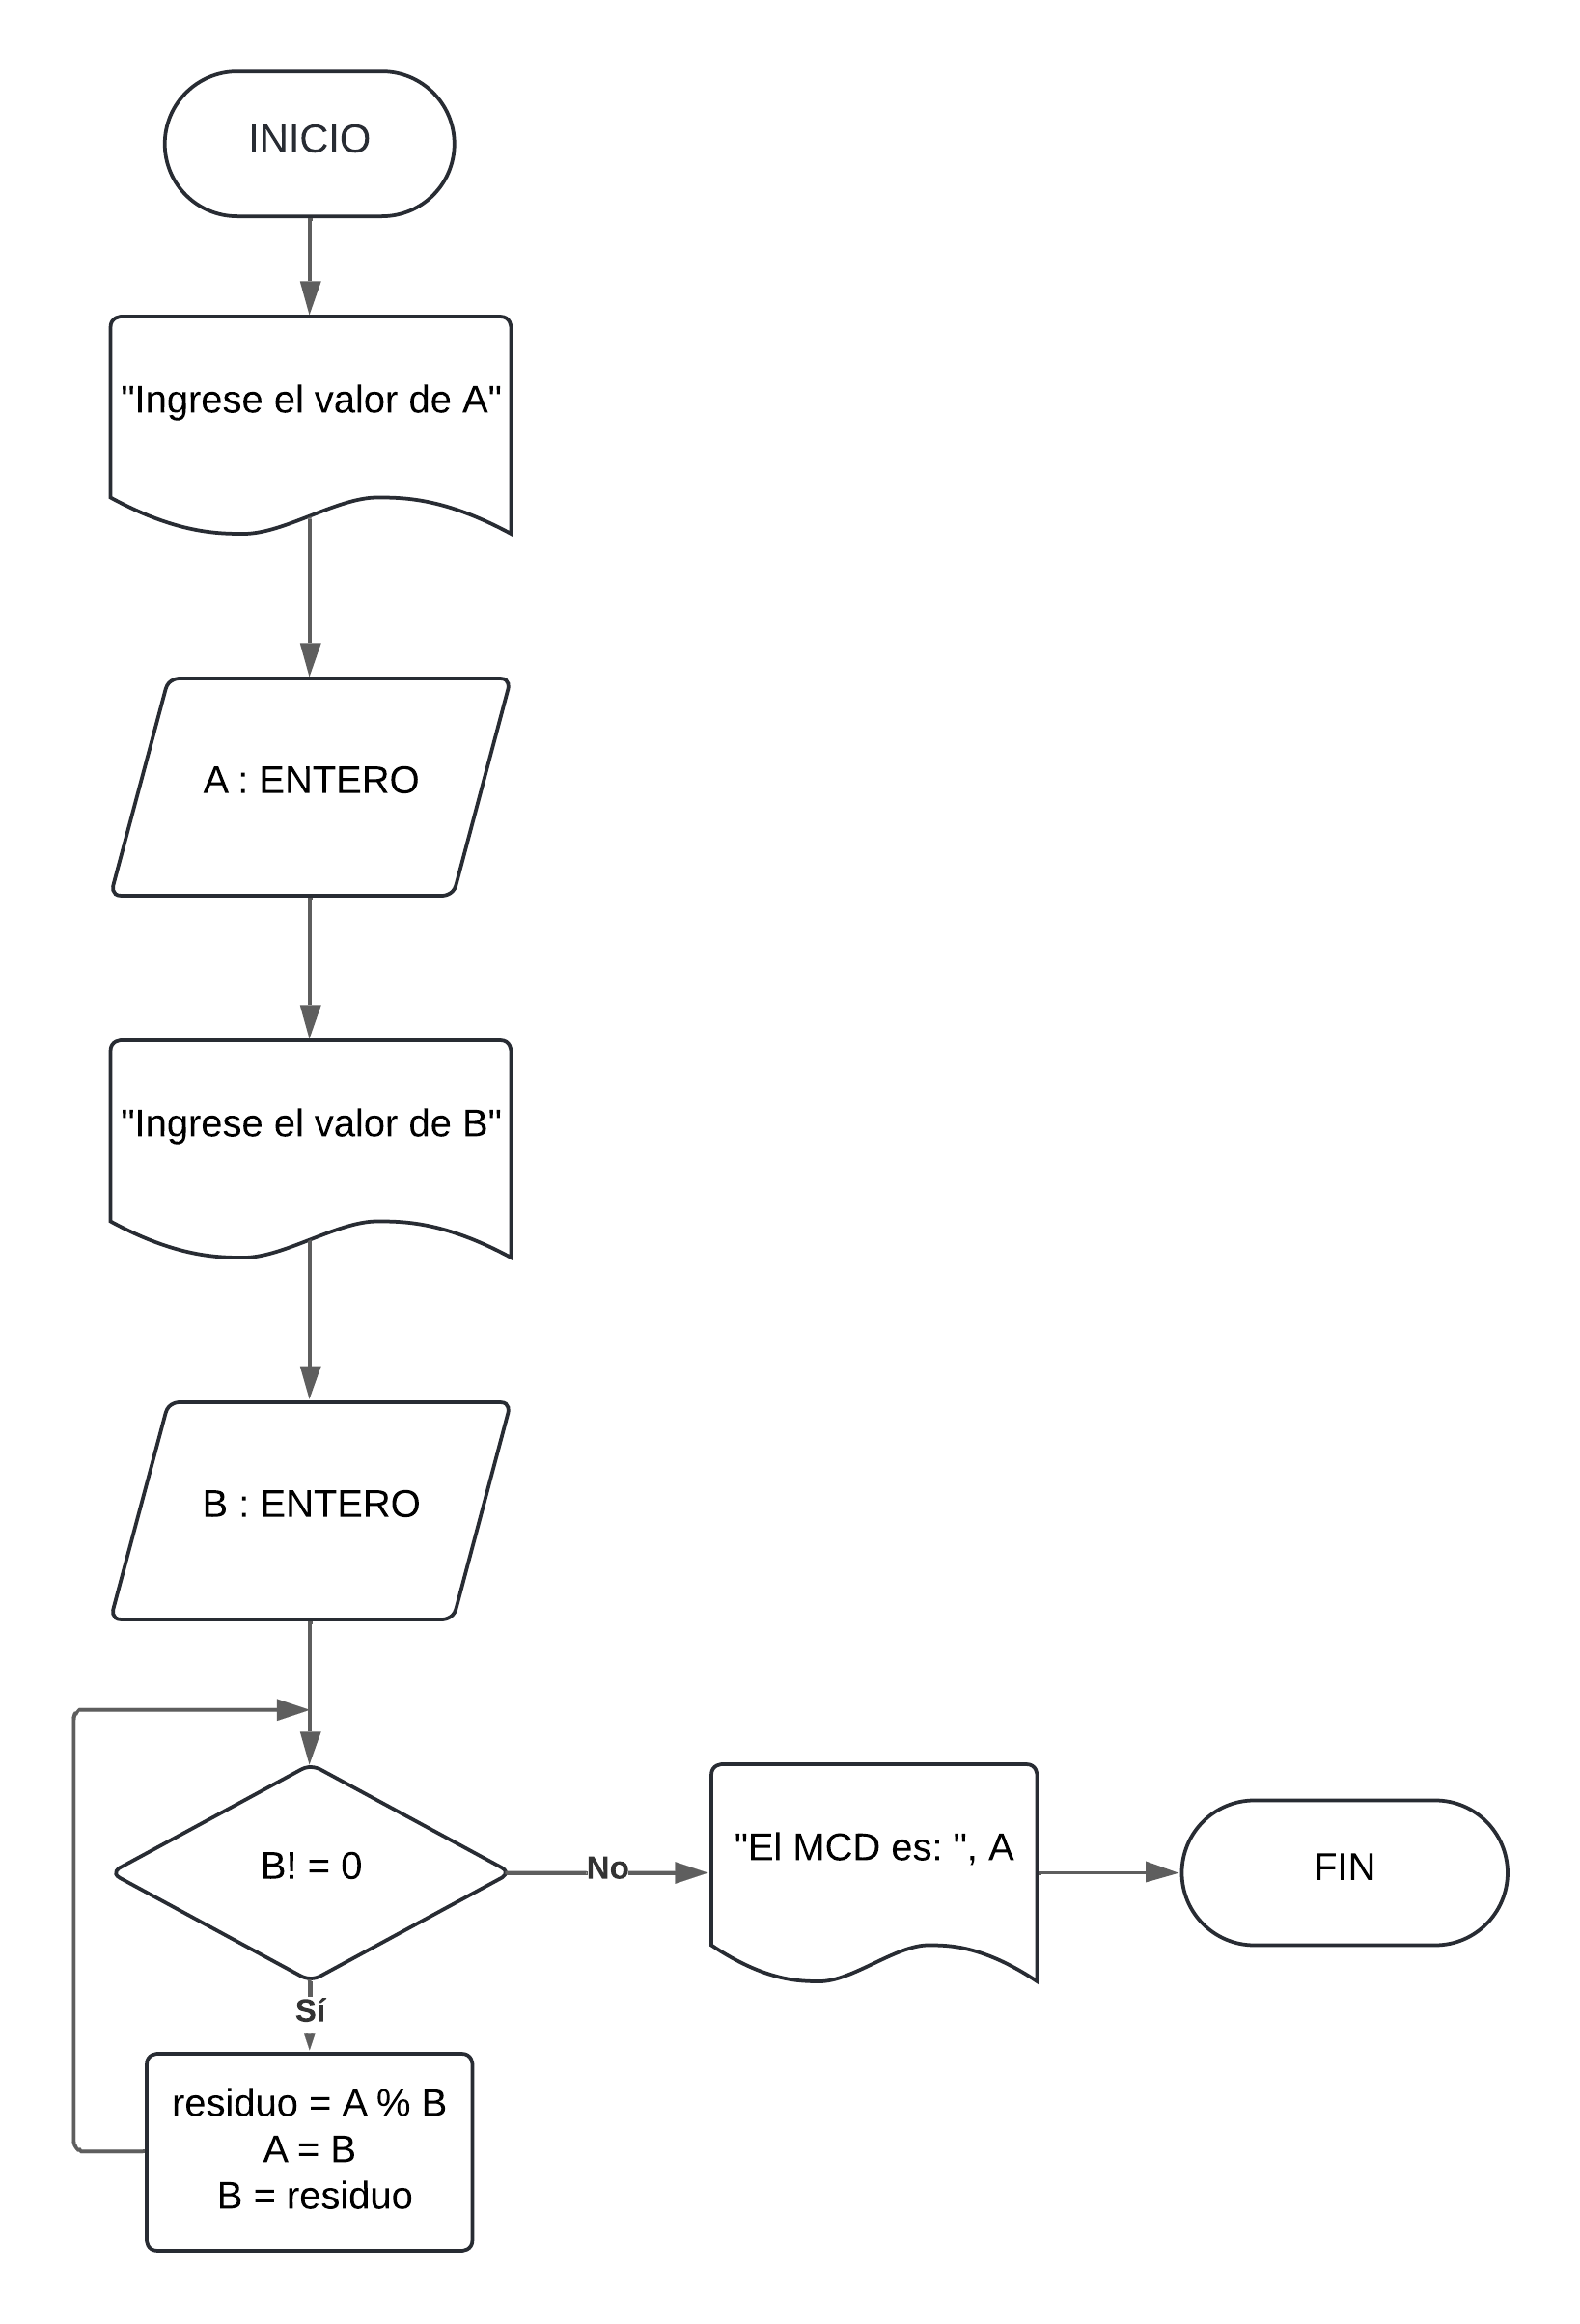 INICIO
"Ingrese el valor de A"
A : ENTERO
"Ingrese el valor de B"
B : ENTERO
B! = 0
No
"El MCD es: ", A
FIN
Sí
residuo = A % B
A = B
B = residuo